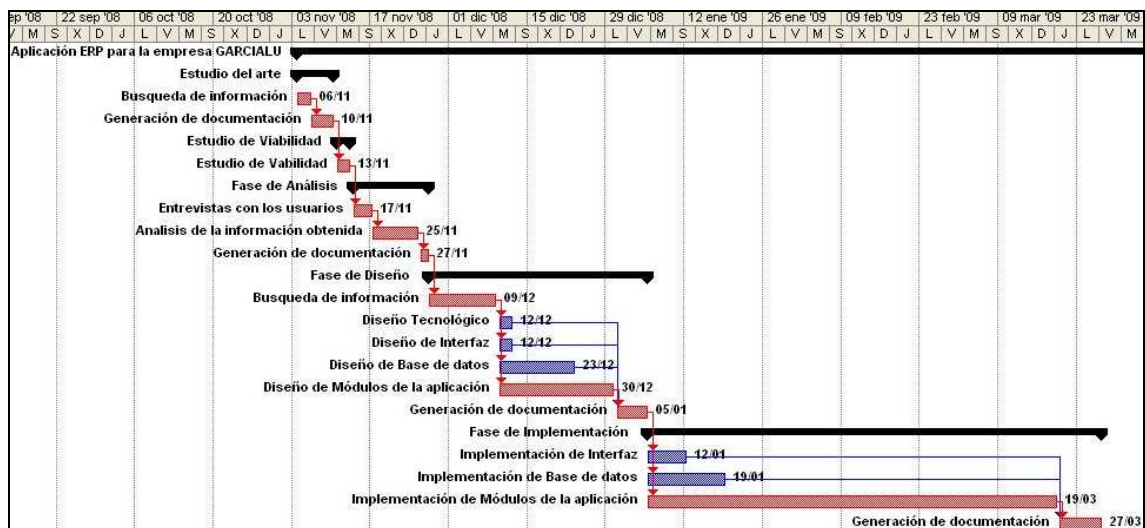 ep '08 22 sep '08 06 oct '08 20 oct '08 03 nov '08 17 nov '08 01 dic '08 15 dic '08 29 dic '08 12 ene '09 26 ene '09 09 feb '09 23 feb '09 09 mar '09 23 mar '09
V M S X D J L V M S X D J L V M S X D J L V M S X D J L V M S X D J L V M S X D J L V M S X D J L V M
Aplicación ERP para la empresa GARCIALU
Estudio del arte
Busqueda de información 06/11
Generación de documentación 10/11
Estudio de Viabilidad
Estudio de Vabilidad 13/11
Fase de Análisis
Entrevistas con los usuarios 17/11
Analisis de la información obtenida 25/11
Generación de documentación 27/11
Fase de Diseño
Busqueda de información 09/12
Diseño Tecnológico 12/12
Diseño de Interfaz 12/12
Diseño de Base de datos 23/12
Diseño de Módulos de la aplicación 30/12
Generación de documentación 05/01
Fase de Implementación
Implementación de Interfaz 12/01
Implementación de Base de datos 19/01
Implementación de Módulos de la aplicación 19/03
Generación de documentación 27/03